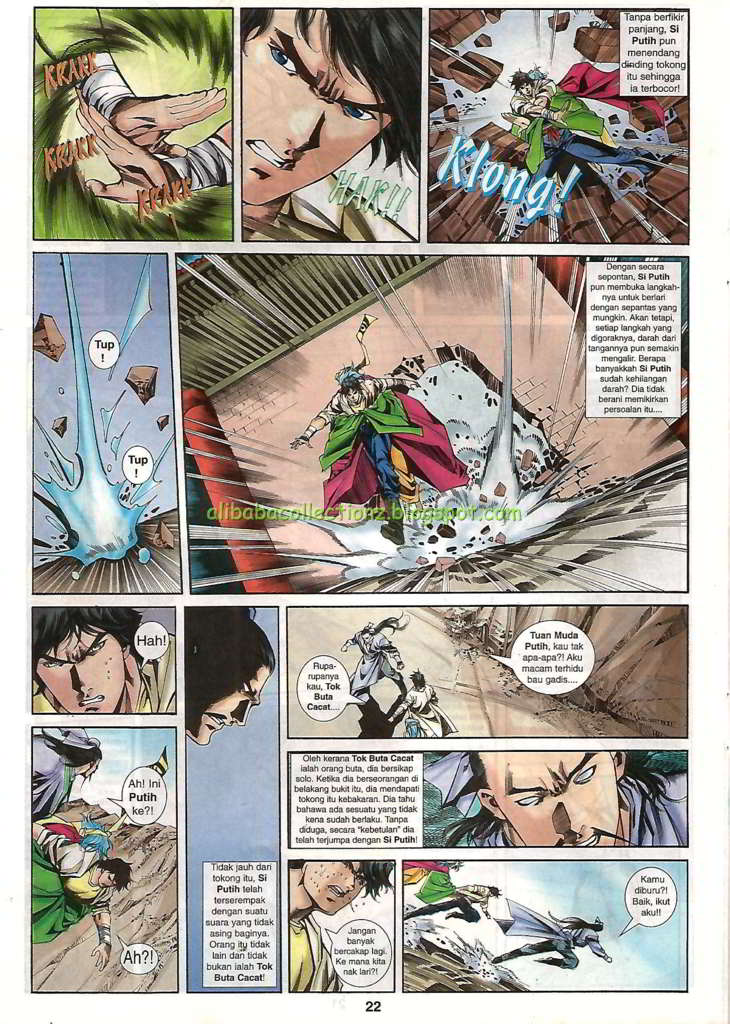 KRAKK
KRAKK
KRAKK
!
HAK!!
Tanpa berfikir
panjang, Si
Putih pun
menendang
dinding tokong
itu sehingga
ia terbocor!
Klong!
Tup
!
Tup
!
Dengan secara
sepontan, Si Putih
pun membuka langkah-
nya untuk berlari
dengan sepantas yang
mungkin. Akan tetapi,
setiap langkah yang
digoraknya, darah dari
tangannya pun semakin
mengalir. Berapa
banyakkah Si Putih
sudah kehilangan
darah? Dia tidak
berani memikirkan
persoalan itu....
alibabacollectionz.blogspot.com
Hah!
Rupa-
rupanya
kau, Tok
Buta
Cacat....
Tuan Muda
Putih, kau tak
apa-apa?! Aku
macam terhidu
bau gadis....
Ah! Ini
Putih
ke?!
Ah?!
Tidak jauh dari
tokong itu, Si
Putih telah
terserempak
dengan suatu
suara yang tidak
asing baginya.
Orang itu tidak
lain dan tidak
bukan ialah Tok
Buta Cacat!
Oleh kerana Tok Buta Cacat
ialah orang buta, dia bersikap
solo. Ketika dia berseorangan di
belakang bukit itu, dia mendapati
tokong itu kebakaran. Dia tahu
bahawa ada sesuatu yang tidak
kena sudah berlaku. Tanpa
diduga, secara "kebetulan" dia
telah terjumpa dengan Si Putih!
Jangan
banyak
bercakap lagi.
Ke mana kita
nak lari?!
Kamu
diburu?!
Baik, ikut
aku!!
22